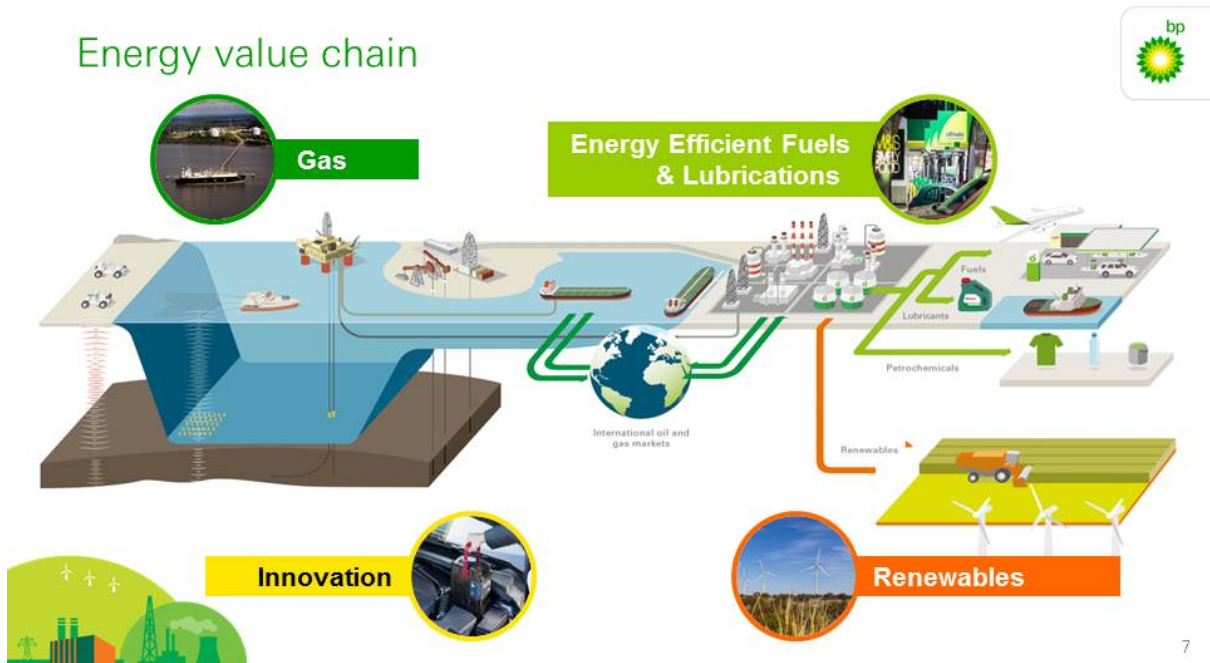 bp
Energy value chain
Gas
Energy Efficient Fuels
& Lubrications
M&S
Fuels
Lubricants
Petrochemicals
International oil and
gas markets
Renewables
Innovation
Renewables
7